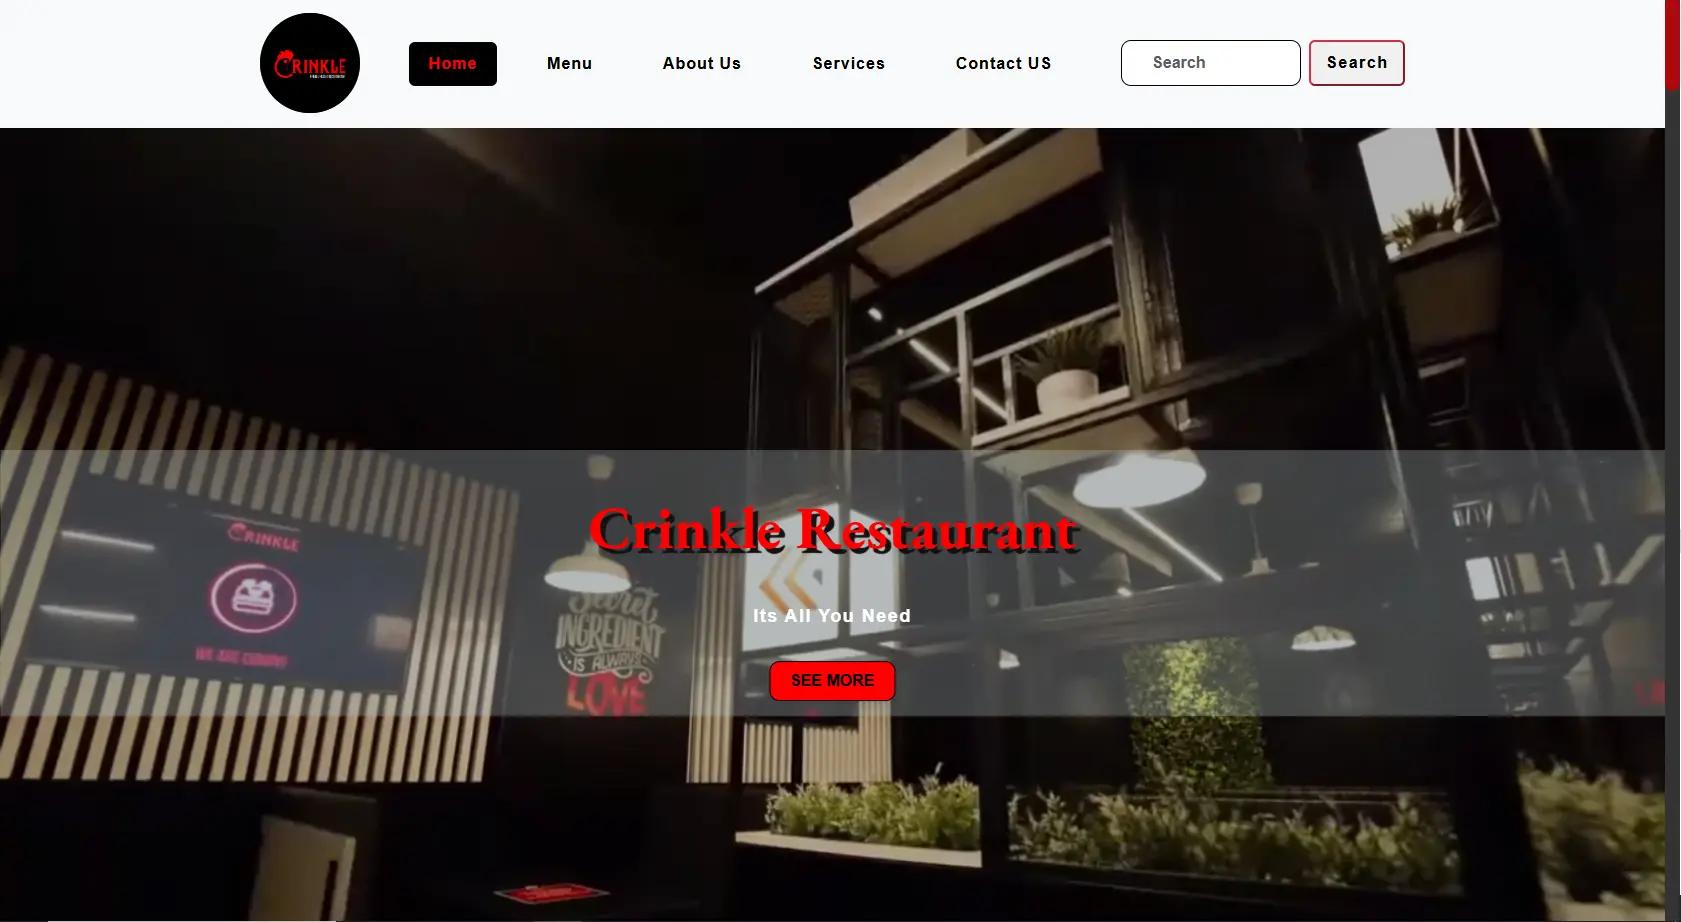 CRINKLE
Home
Menu
About Us
Services
Contact US
Search
Search
Crinkle Restaurant
Its All You Need
SEE MORE
CRINKLE
WE ARE COMING
Secret
INGREDIENT
IS ALWAYS
LOVE